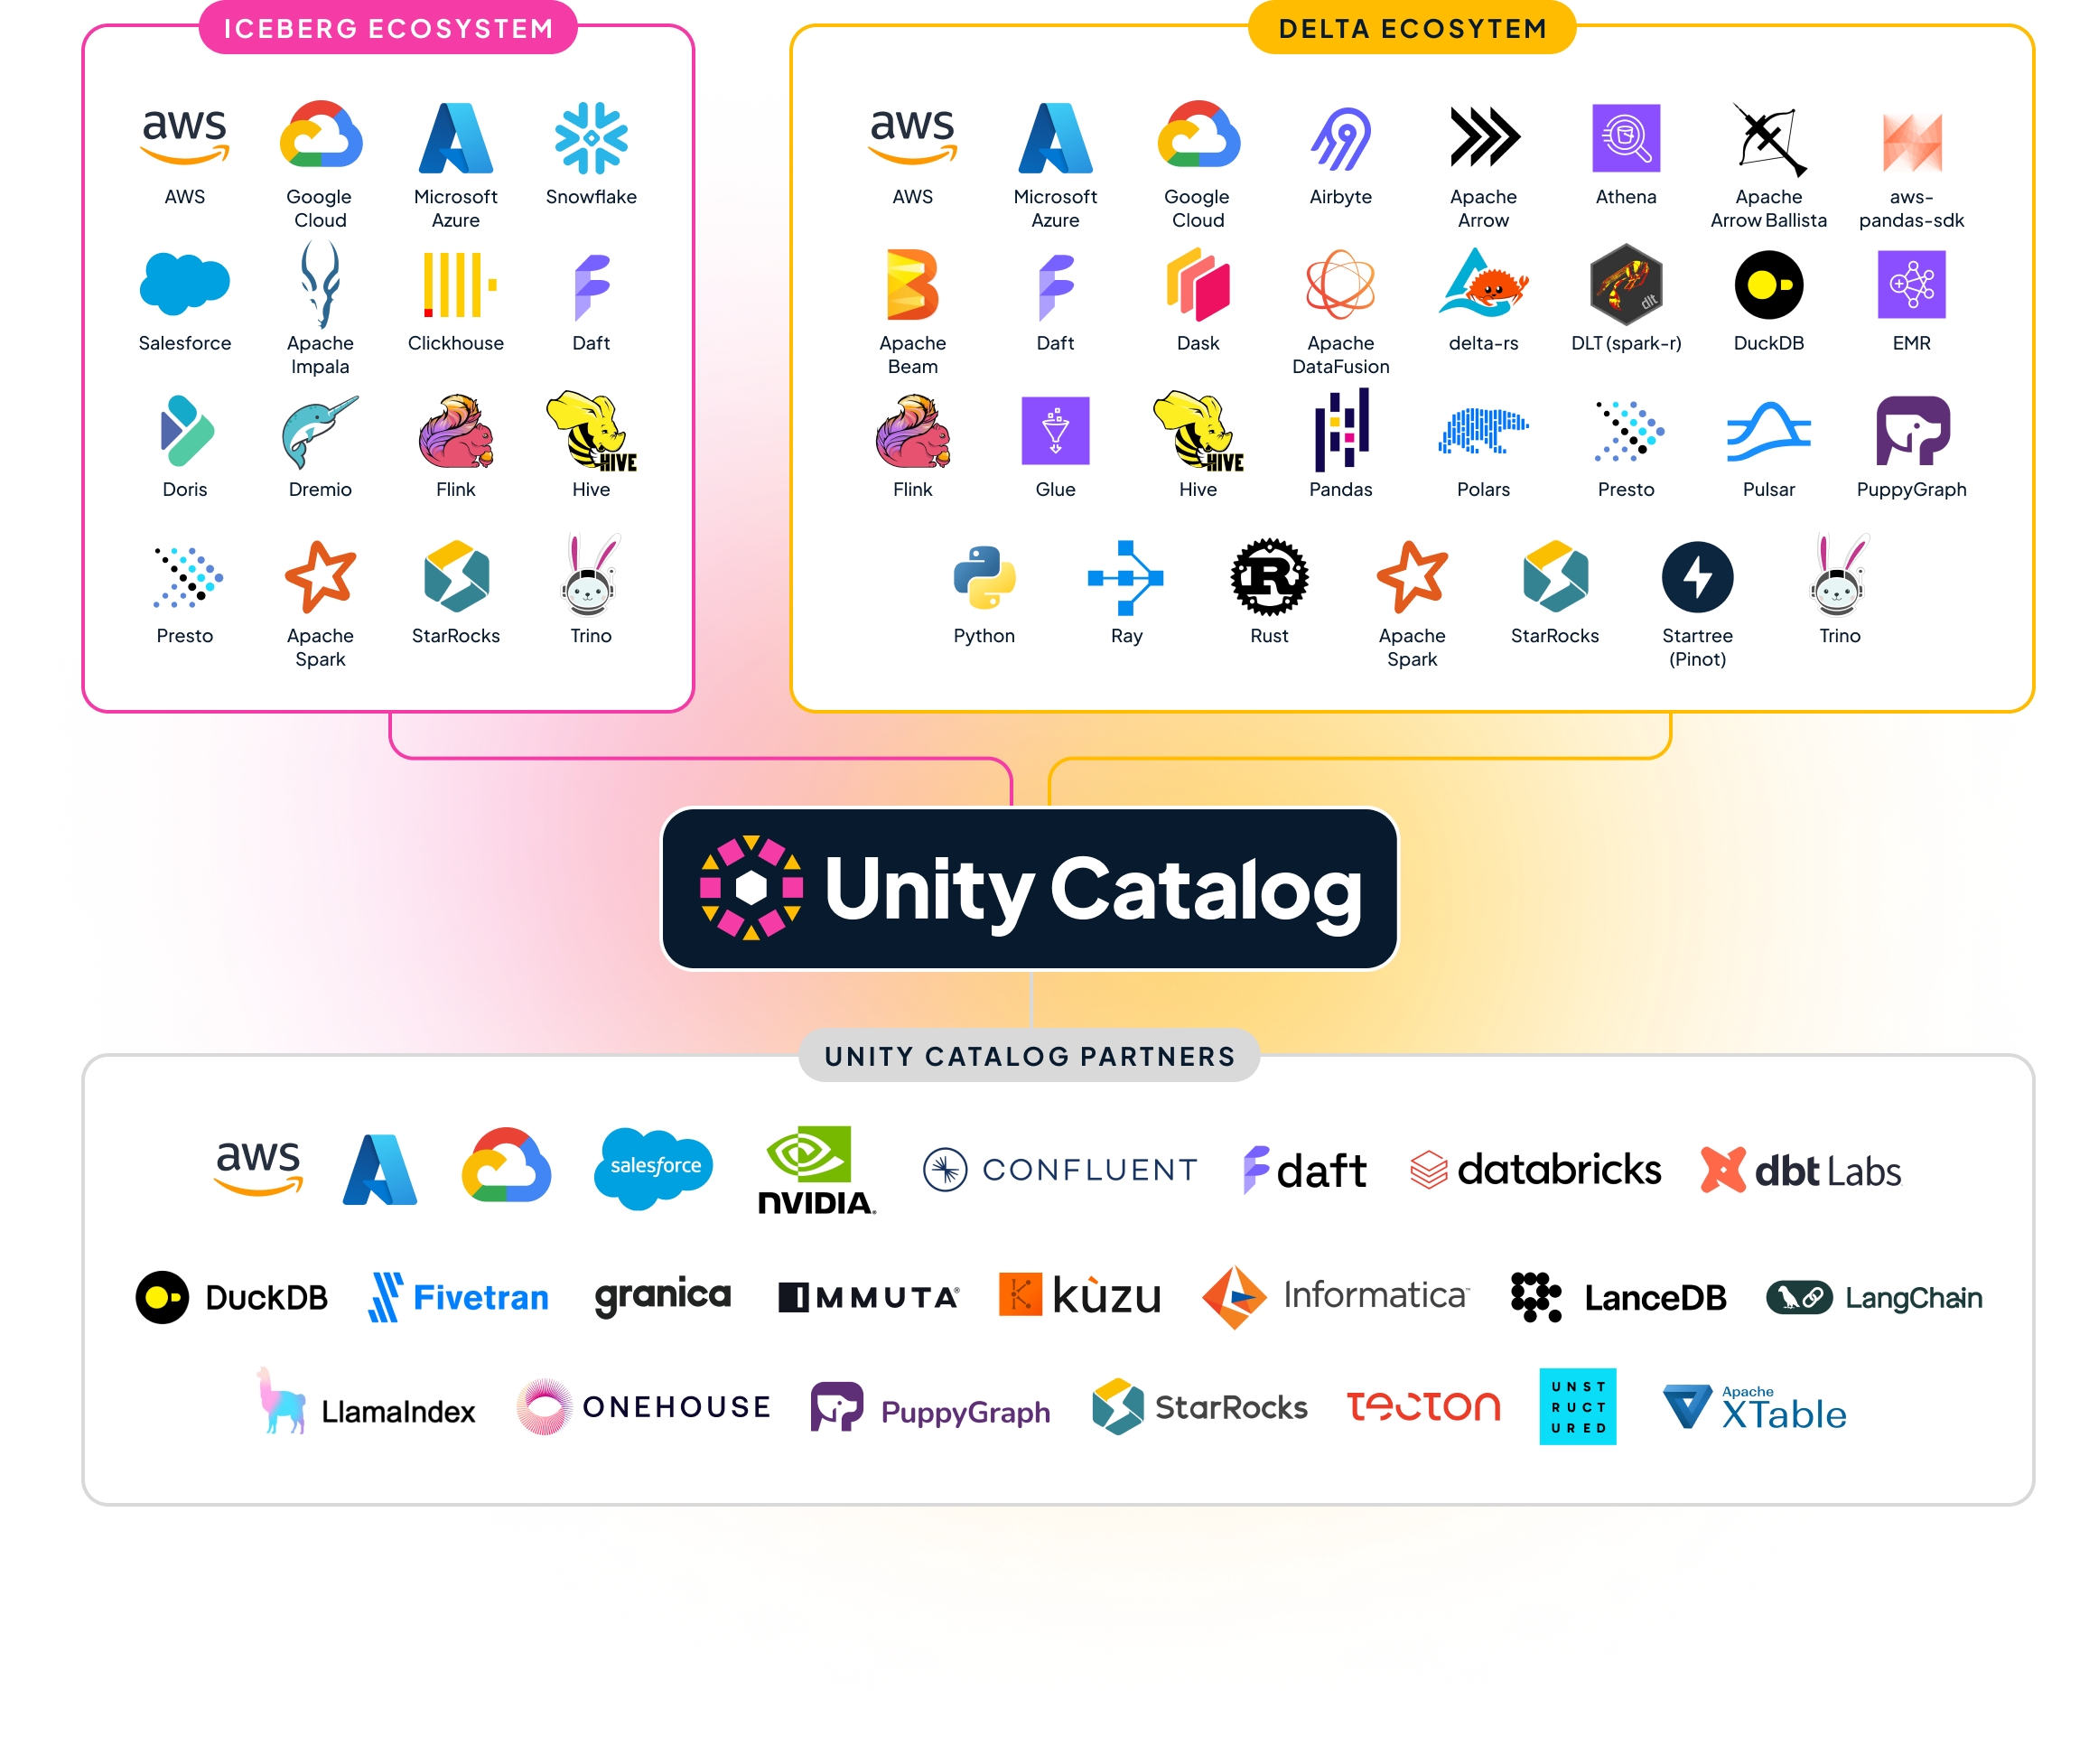 ICEBERG ECOSYSTEM
aws
AWS
Google
Cloud
Microsoft
Azure
Snowflake
Salesforce
Apache
Impala
Clickhouse
Daft
Doris
Dremio
Flink
HIVE
Hive
Presto
Apache
Spark
StarRocks
Trino
DELTA ECOSYTEM
aws
AWS
Microsoft
Azure
Google
Cloud
Airbyte
Apache
Arrow
Athena
Apache
Arrow Ballista
aws-
pandas-sdk
Apache
Beam
Daft
Dask
Apache
DataFusion
delta-rs
dlt
DLT (spark-r)
DuckDB
EMR
Flink
Glue
HIVE
Hive
Pandas
Polars
Presto
Pulsar
PuppyGraph
Python
Ray
R
Rust
Apache
Spark
StarRocks
Startree
(Pinot)
Trino
Unity Catalog
UNITY CATALOG PARTNERS
aws
salesforce
NVIDIA®
CONFLUENT
daft
databricks
dbt Labs
DuckDB
Fivetran
granica
IMMUTA®
K kùzu
Informatica™
LanceDB
LangChain
LlamaIndex
ONEHOUSE
PuppyGraph
StarRocks
TECTON
UNST
RUCT
URED
Apache
XTable